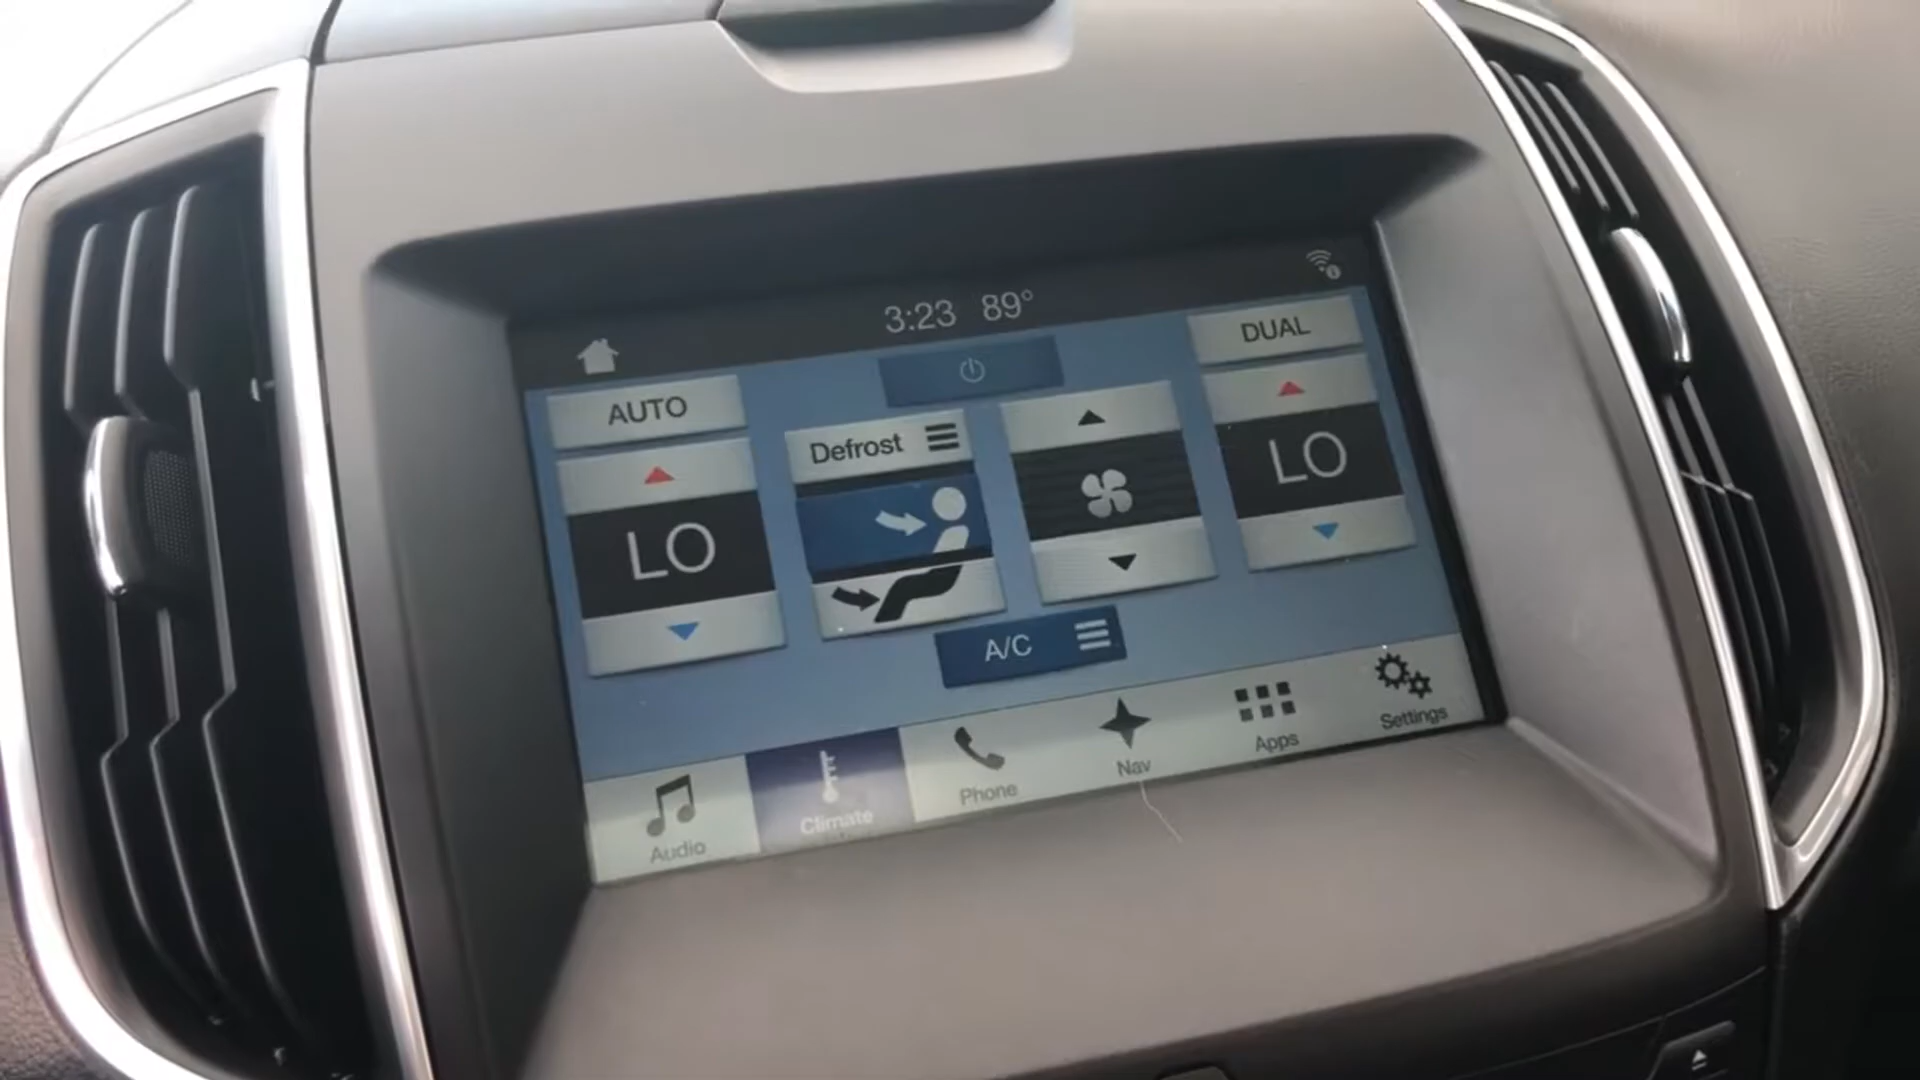 3:23 89°
AUTO
DUAL
Defrost
LO
LO
A/C
Audio
Climate
Phone
Nav
Apps
Settings